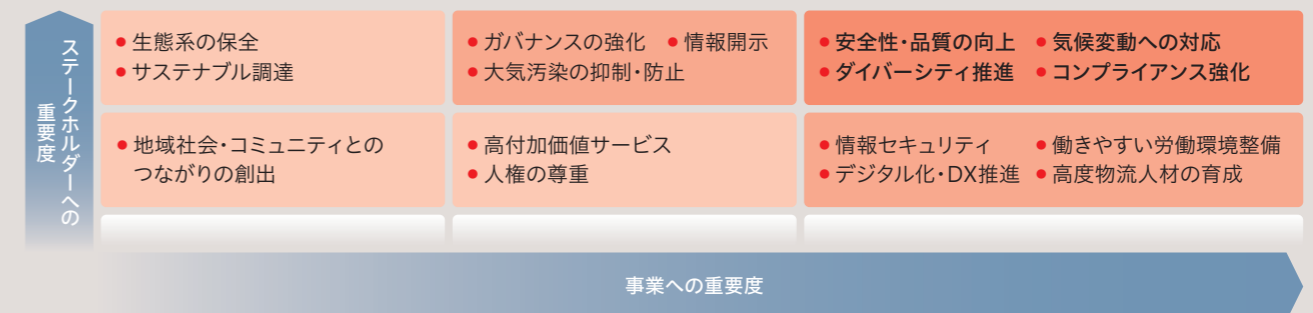 ステークホルダーへの
重要度
● 生態系の保全
● サステナブル調達
● ガバナンスの強化 ● 情報開示
● 大気汚染の抑制・防止
● 安全性・品質の向上 ● 気候変動への対応
● ダイバーシティ推進 ● コンプライアンス強化
● 地域社会・コミュニティとの
つながりの創出
● 高付加価値サービス
● 人権の尊重
● 情報セキュリティ ● 働きやすい労働環境整備
● デジタル化・DX推進 ● 高度物流人材の育成
事業への重要度